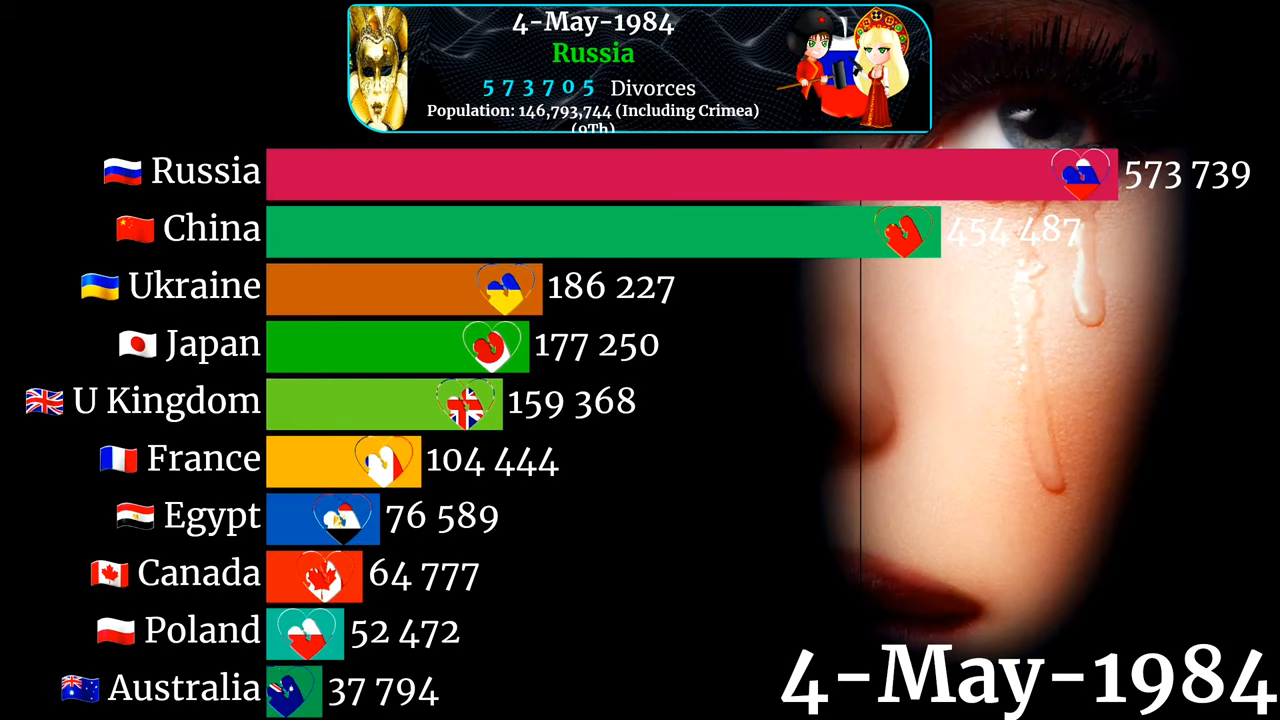 4-May-1984
Russia
573705 Divorces
Population: 146,793,744 (Including Crimea)
(9Th)
Russia 573 739
China 454 487
Ukraine 186 227
Japan 177 250
U Kingdom 159 368
France 104 444
Egypt 76 589
Canada 64 777
Poland 52 472
Australia 37 794
4-May-1984